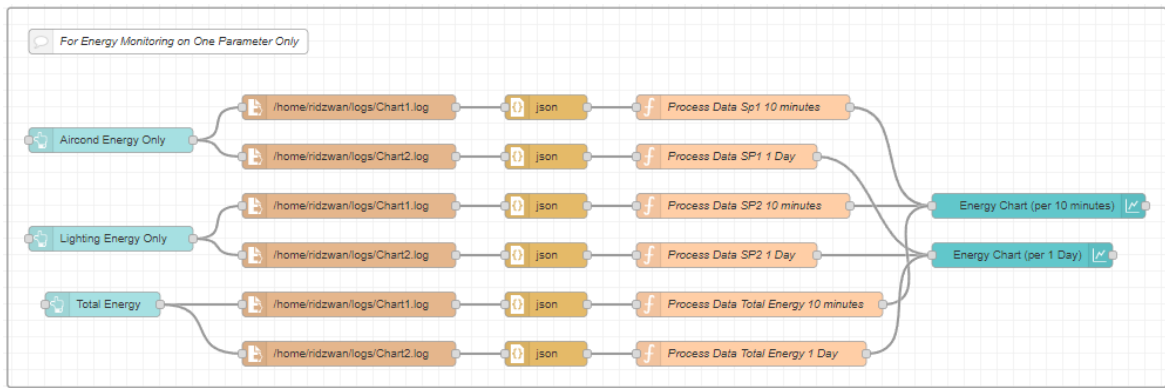 For Energy Monitoring on One Parameter Only
/home/ridzwan/logs/Chart1.log json Process Data Sp1 10 minutes
Aircond Energy Only
/home/ridzwan/logs/Chart2.log json Process Data SP1 1 Day
/home/ridzwan/logs/Chart1.log json Process Data SP2 10 minutes Energy Chart (per 10 minutes)
Lighting Energy Only
/home/ridzwan/logs/Chart2.log json Process Data SP2 1 Day Energy Chart (per 1 Day)
Total Energy /home/ridzwan/logs/Chart1.log json Process Data Total Energy 10 minutes
/home/ridzwan/logs/Chart2.log json Process Data Total Energy 1 Day